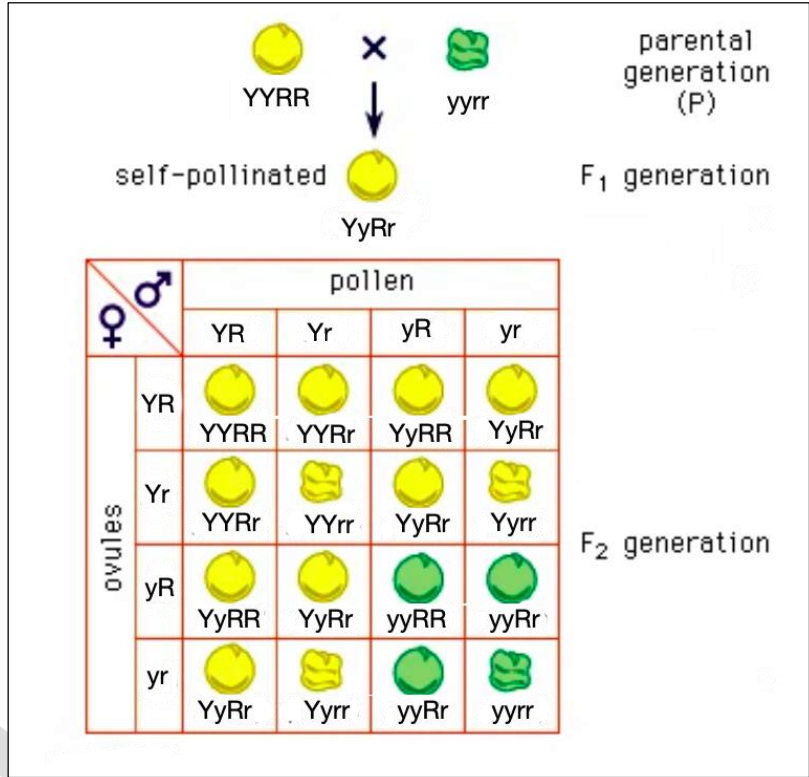 parental
generation
(P)
YYRR
yyrr
self-pollinated
F₁ generation
YyRr
♀ ♂
pollen
YR Yr yR yr
ovules
YR
YYRR YYRr YyRR YyRr
Yr
YYRr YYrr YyRr Yyrr
F₂ generation
yR
YyRR YyRr yyRR yyRr
yr
YyRr Yyrr yyRr yyrr